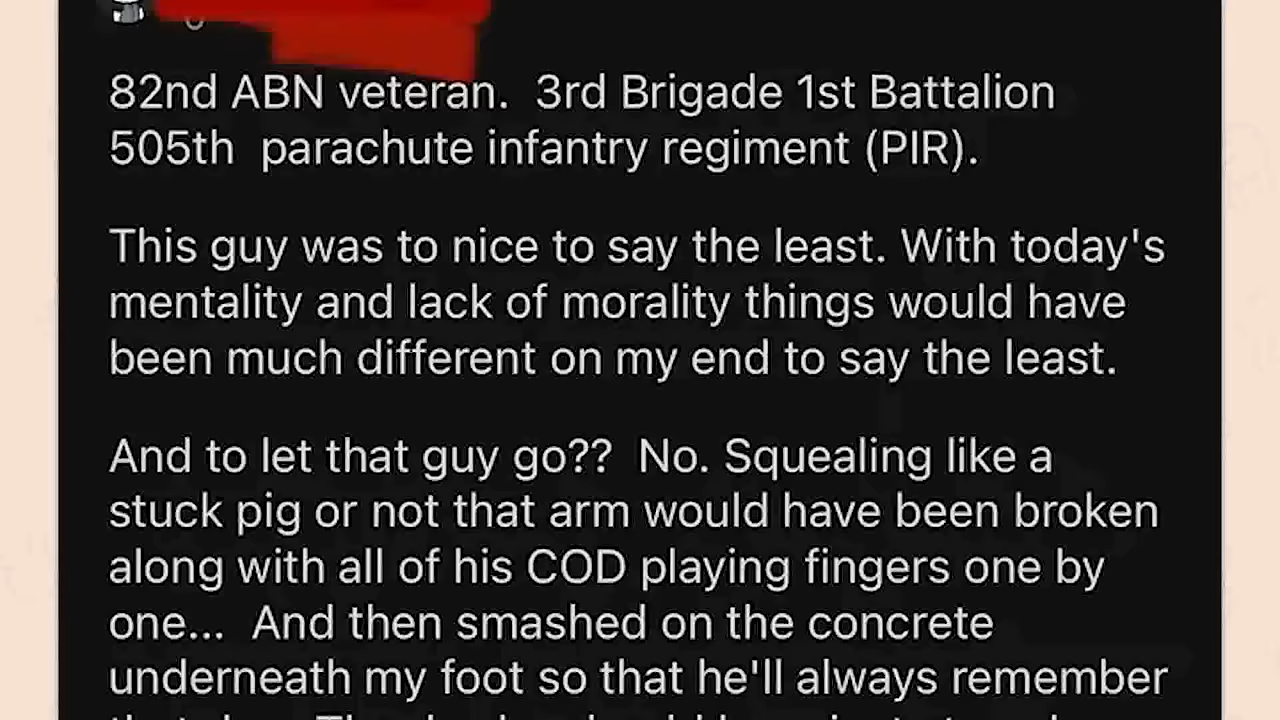 82nd ABN veteran.  3rd Brigade 1st Battalion
505th  parachute infantry regiment (PIR).
This guy was to nice to say the least. With today's
mentality and lack of morality things would have
been much different on my end to say the least.
And to let that guy go??  No. Squealing like a
stuck pig or not that arm would have been broken
along with all of his COD playing fingers one by
one...  And then smashed on the concrete
underneath my foot so that he'll always remember